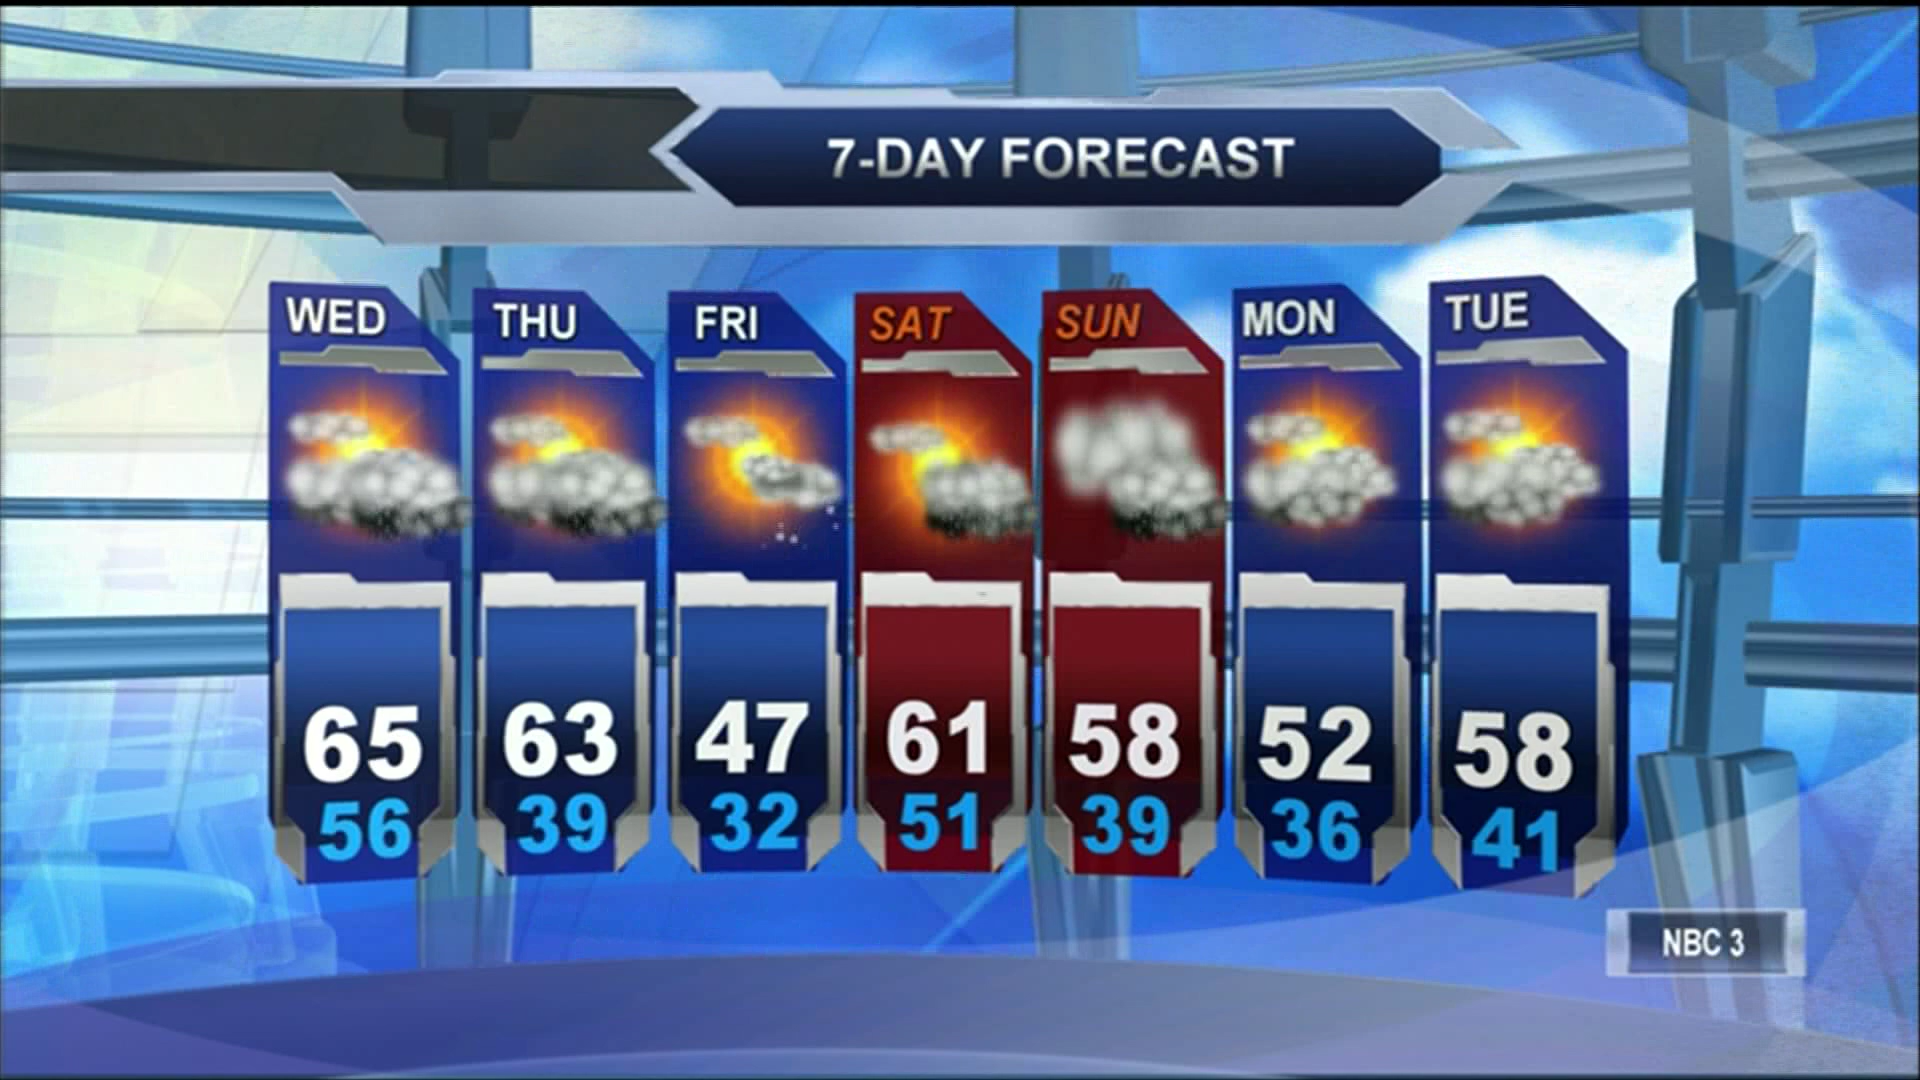 7-DAY FORECAST
WED THU FRI SAT SUN MON TUE
65 63 47 61 58 52 58
56 39 32 51 39 36 41
NBC 3